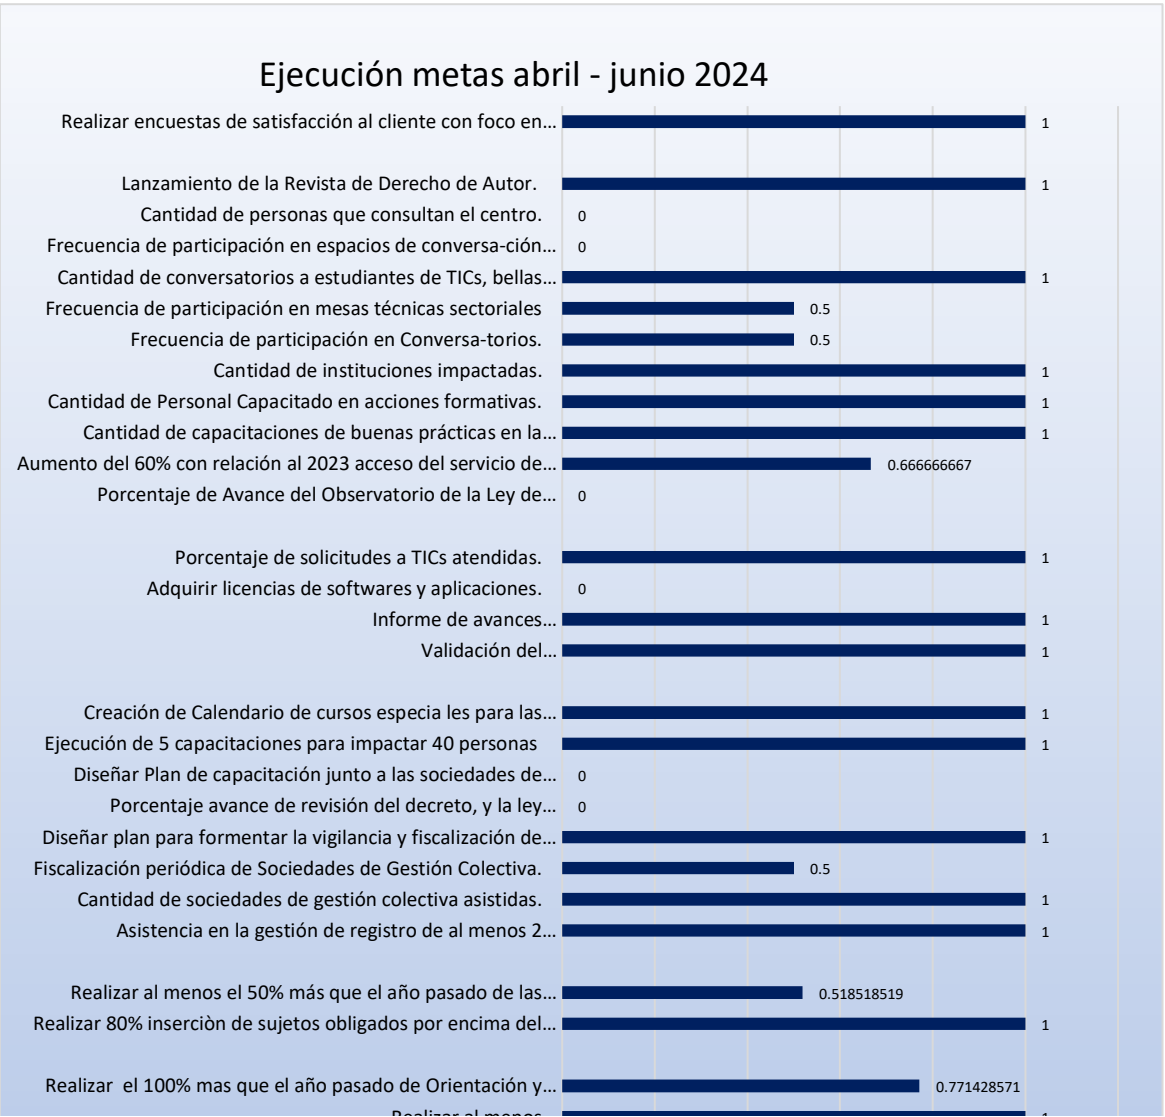 Ejecución metas abril - junio 2024
Realizar encuestas de satisfacción al cliente con foco en... 1
Lanzamiento de la Revista de Derecho de Autor. 1
Cantidad de personas que consultan el centro. 0
Frecuencia de participación en espacios de conversa-ción... 0
Cantidad de conversatorios a estudiantes de TICs, bellas... 1
Frecuencia de participación en mesas técnicas sectoriales 0.5
Frecuencia de participación en Conversa-torios. 0.5
Cantidad de instituciones impactadas. 1
Cantidad de Personal Capacitado en acciones formativas. 1
Cantidad de capacitaciones de buenas prácticas en la... 1
Aumento del 60% con relación al 2023 acceso del servicio de... 0.666666667
Porcentaje de Avance del Observatorio de la Ley de... 0
Porcentaje de solicitudes a TICs atendidas. 1
Adquirir licencias de softwares y aplicaciones. 0
Informe de avances... 1
Validación del... 1
Creación de Calendario de cursos especia les para las... 1
Ejecución de 5 capacitaciones para impactar 40 personas 1
Diseñar Plan de capacitación junto a las sociedades de... 0
Porcentaje avance de revisión del decreto, y la ley... 0
Diseñar plan para formentar la vigilancia y fiscalización de... 1
Fiscalización periódica de Sociedades de Gestión Colectiva. 0.5
Cantidad de sociedades de gestión colectiva asistidas. 1
Asistencia en la gestión de registro de al menos 2... 1
Realizar al menos el 50% más que el año pasado de las... 0.518518519
Realizar 80% inserciòn de sujetos obligados por encima del... 1
Realizar el 100% mas que el año pasado de Orientación y... 0.771428571
Realizar al menos... 1